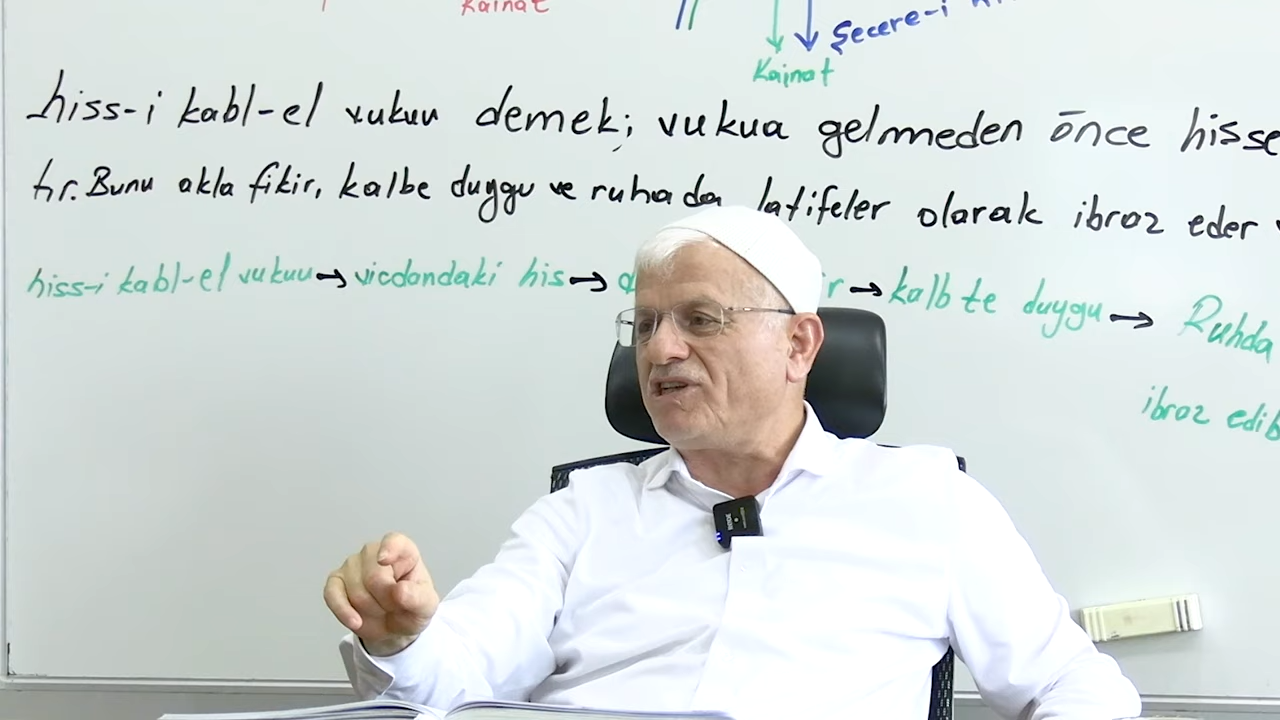 Kainat
Şecere-i
Kainat
hiss-i kabl-el vukuu demek; vukua gelmeden önce hisse
tır. Bunu akla fikir, kalbe duygu ve ruhada latifeler olarak ibraz eder
hiss-i kabl-el vukuu → vicdandaki his → r → kalb te duygu → Ruhda
ibraz edib